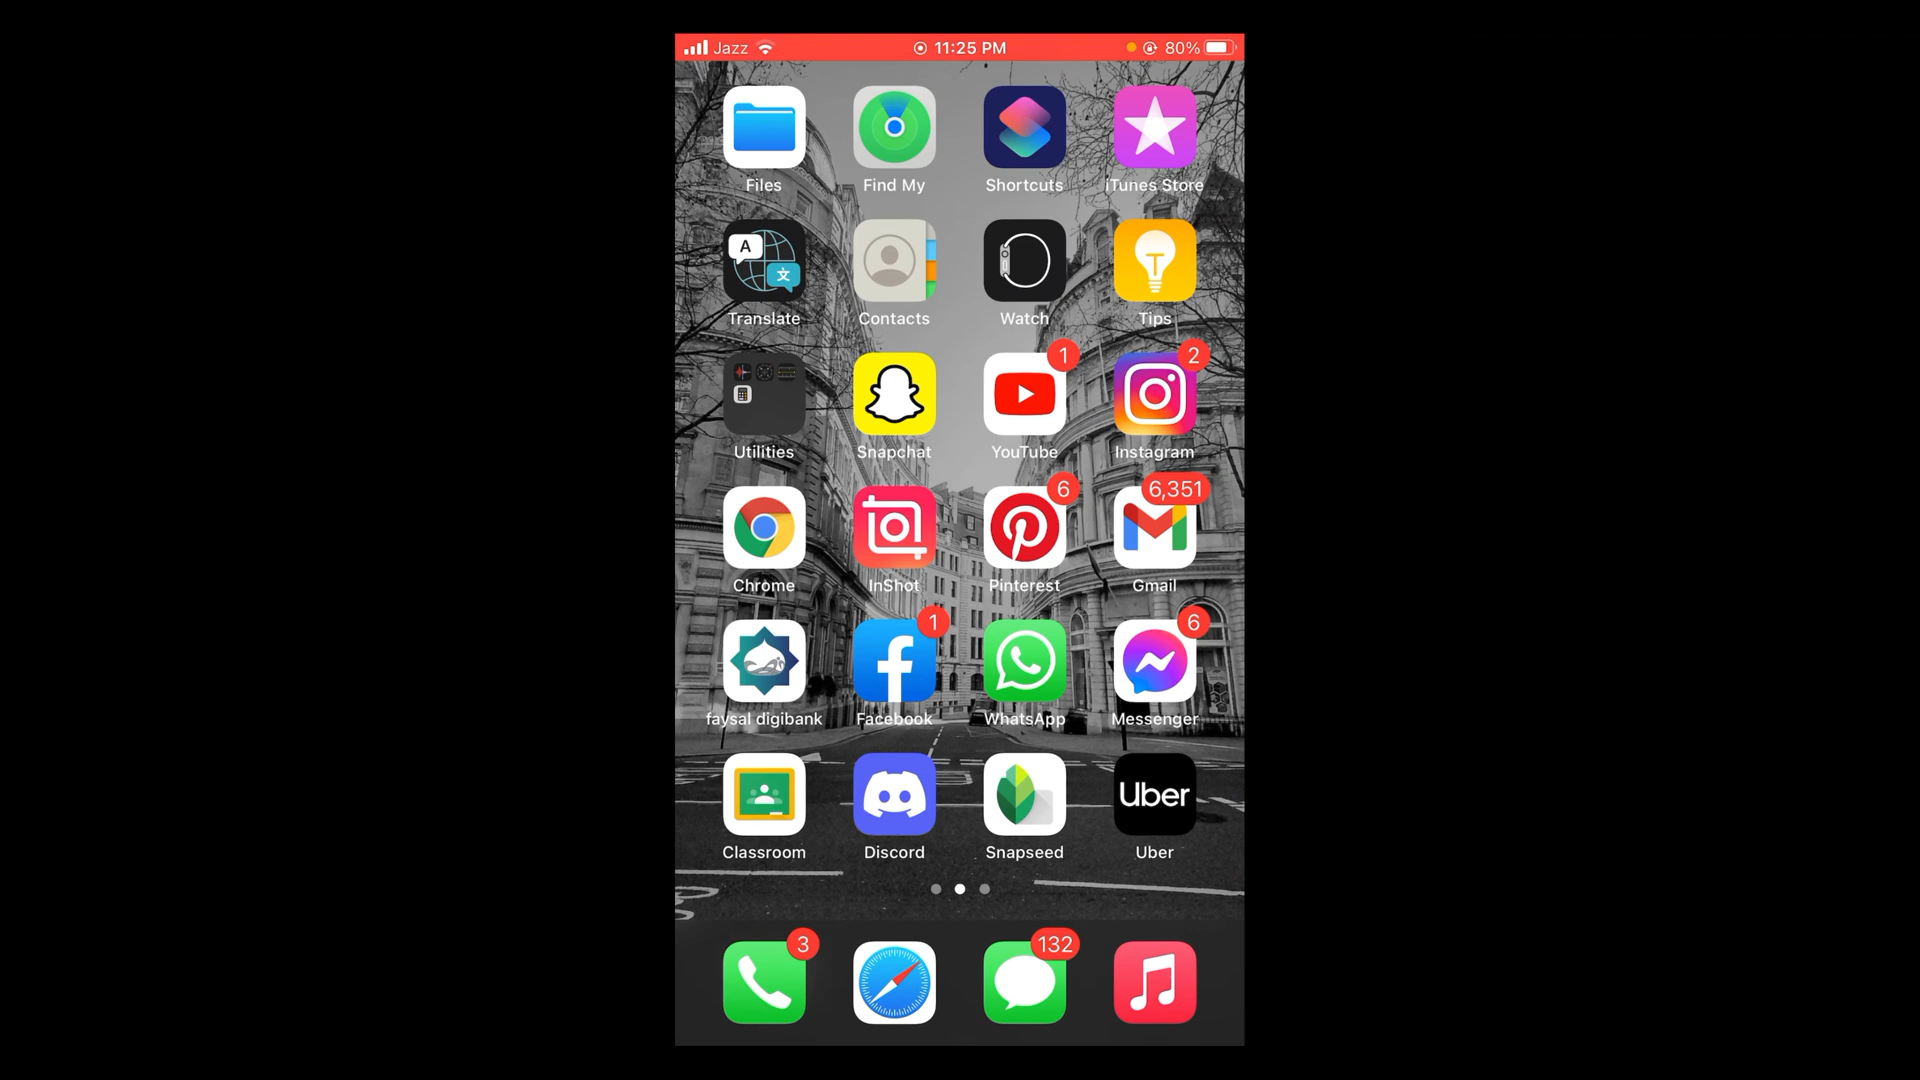 Jazz 11:25 PM 80%
Files Find My Shortcuts iTunes Store
A 文 T
Translate Contacts Watch Tips
1 2
Utilities Snapchat YouTube Instagram
6 6,351
Chrome InShot Pinterest Gmail
1 6
faysal digibank Facebook WhatsApp Messenger
Uber
Classroom Discord Snapseed Uber
3 132